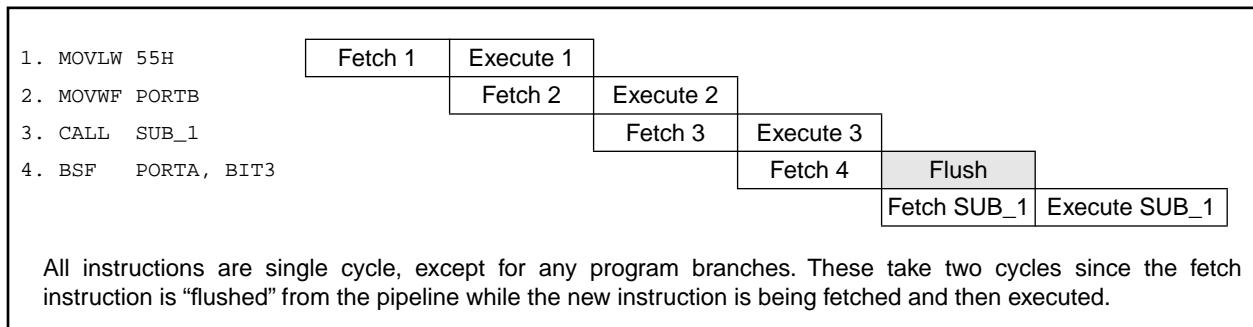 1. MOVLW 55H Fetch 1 Execute 1
2. MOVWF PORTB Fetch 2 Execute 2
3. CALL SUB_1 Fetch 3 Execute 3
4. BSF PORTA, BIT3 Fetch 4 Flush
Fetch SUB_1 Execute SUB_1
All instructions are single cycle, except for any program branches. These take two cycles since the fetch
instruction is “flushed” from the pipeline while the new instruction is being fetched and then executed.